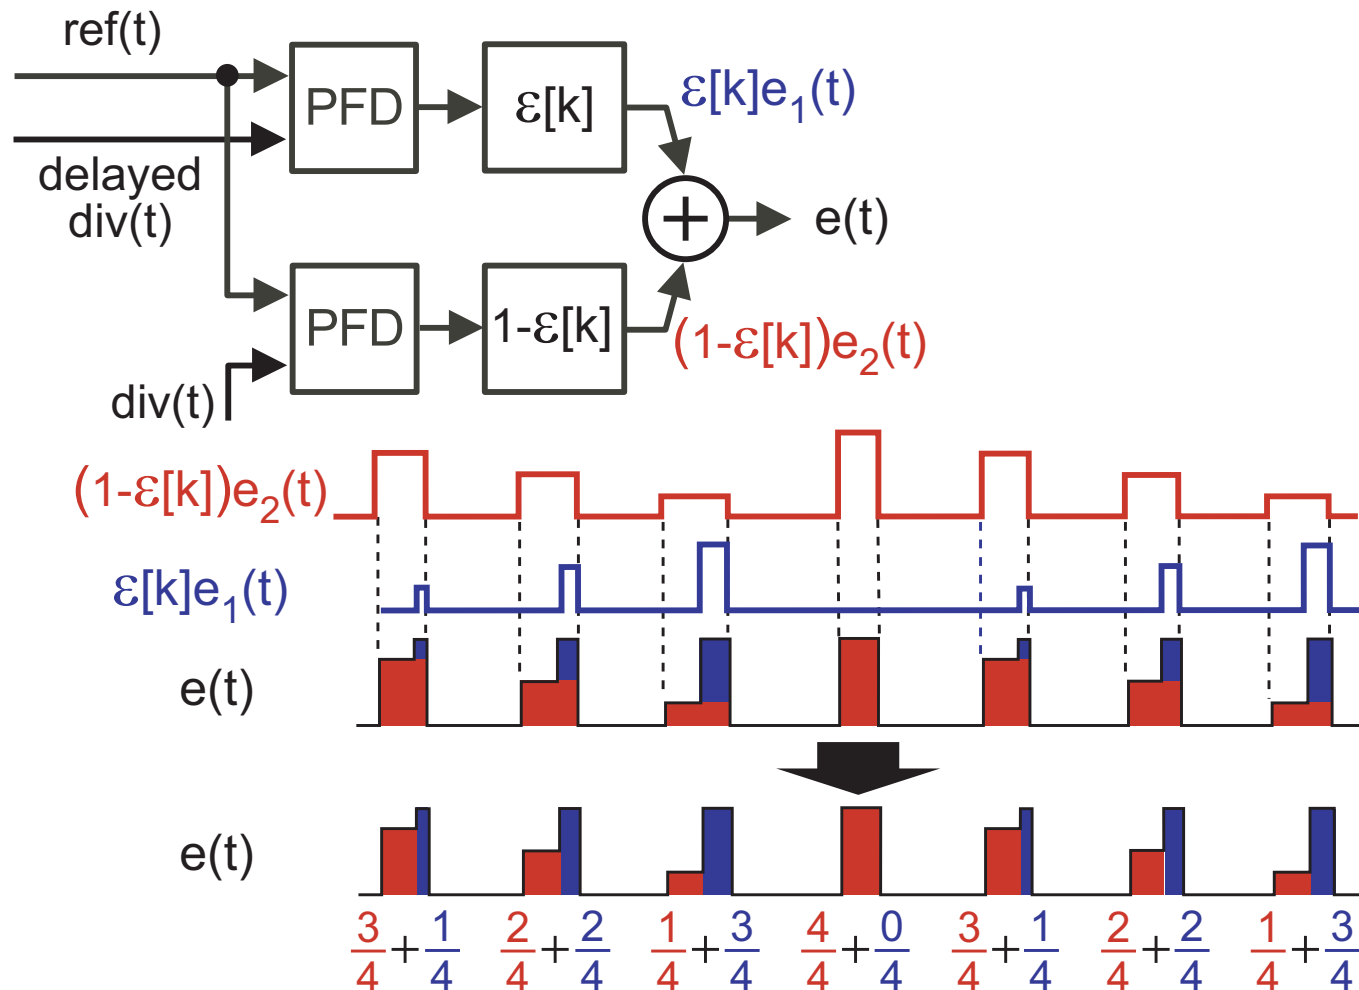 ref(t)
PFD
ε[k]
ε[k]e1(t)
delayed
div(t)
+
e(t)
PFD
1-ε[k]
(1-ε[k])e2(t)
div(t)
(1-ε[k])e2(t)
ε[k]e1(t)
e(t)
e(t)
3/4 + 1/4 2/4 + 2/4 1/4 + 3/4 4/4 + 0/4 3/4 + 1/4 2/4 + 2/4 1/4 + 3/4